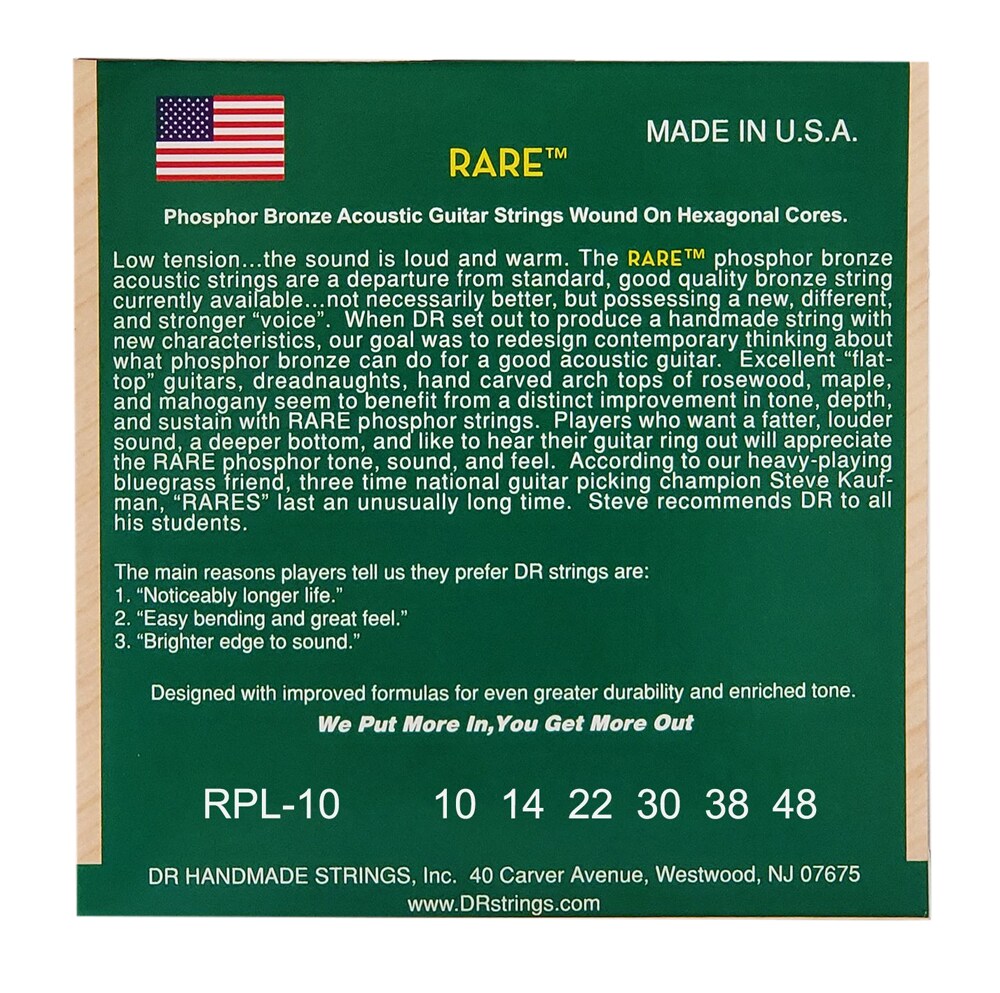 MADE IN U.S.A.
RARE™
Phosphor Bronze Acoustic Guitar Strings Wound On Hexagonal Cores.
Low tension...the sound is loud and warm. The RARE™ phosphor bronze
acoustic strings are a departure from standard, good quality bronze string
currently available...not necessarily better, but possessing a new, different,
and stronger “voice”. When DR set out to produce a handmade string with
new characteristics, our goal was to redesign contemporary thinking about
what phosphor bronze can do for a good acoustic guitar. Excellent “flat-
top” guitars, dreadnaughts, hand carved arch tops of rosewood, maple,
and mahogany seem to benefit from a distinct improvement in tone, depth,
and sustain with RARE phosphor strings. Players who want a fatter, louder
sound, a deeper bottom, and like to hear their guitar ring out will appreciate
the RARE phosphor tone, sound, and feel. According to our heavy-playing
bluegrass friend, three time national guitar picking champion Steve Kauf-
man, “RARES” last an unusually long time. Steve recommends DR to all
his students.
The main reasons players tell us they prefer DR strings are:
1. “Noticeably longer life.”
2. “Easy bending and great feel.”
3. “Brighter edge to sound.”
Designed with improved formulas for even greater durability and enriched tone.
We Put More In,You Get More Out
RPL-10 10 14 22 30 38 48
DR HANDMADE STRINGS, Inc. 40 Carver Avenue, Westwood, NJ 07675
www.DRstrings.com